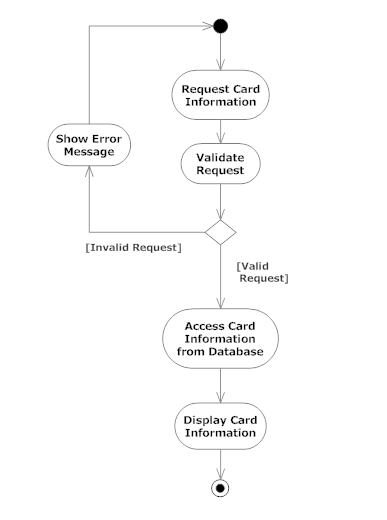 Request Card
Information
Show Error
Message
Validate
Request
[Invalid Request]
[Valid
Request]
Access Card
Information
from Database
Display Card
Information